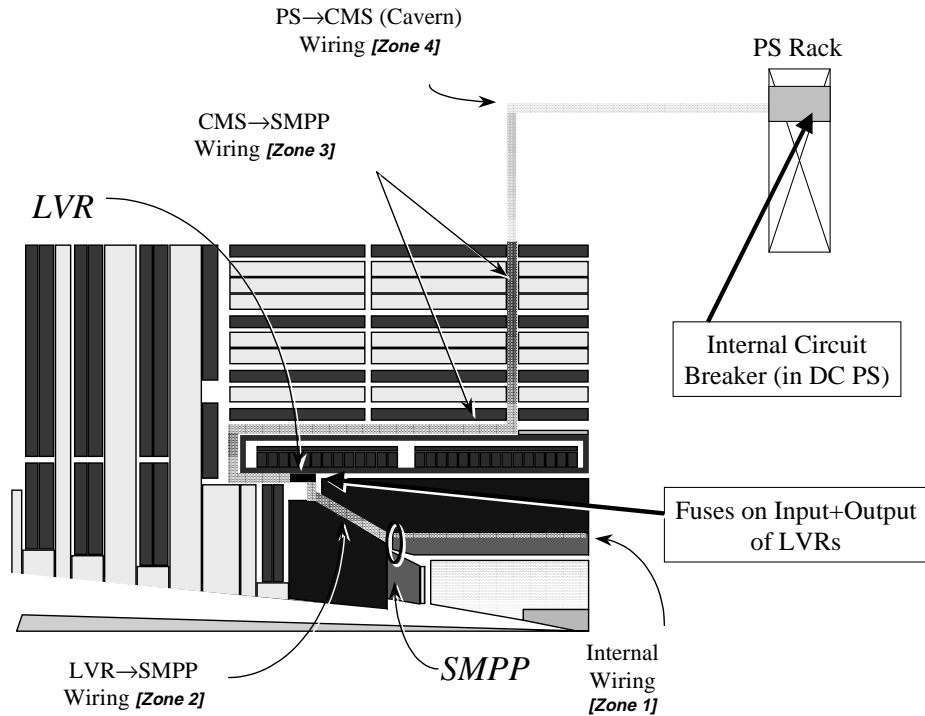 PS→CMS (Cavern)
Wiring [Zone 4]
PS Rack
CMS→SMPP
Wiring [Zone 3]
LVR
Internal Circuit
Breaker (in DC PS)
Fuses on Input+Output
of LVRs
LVR→SMPP
Wiring [Zone 2]
SMPP
Internal
Wiring
[Zone 1]